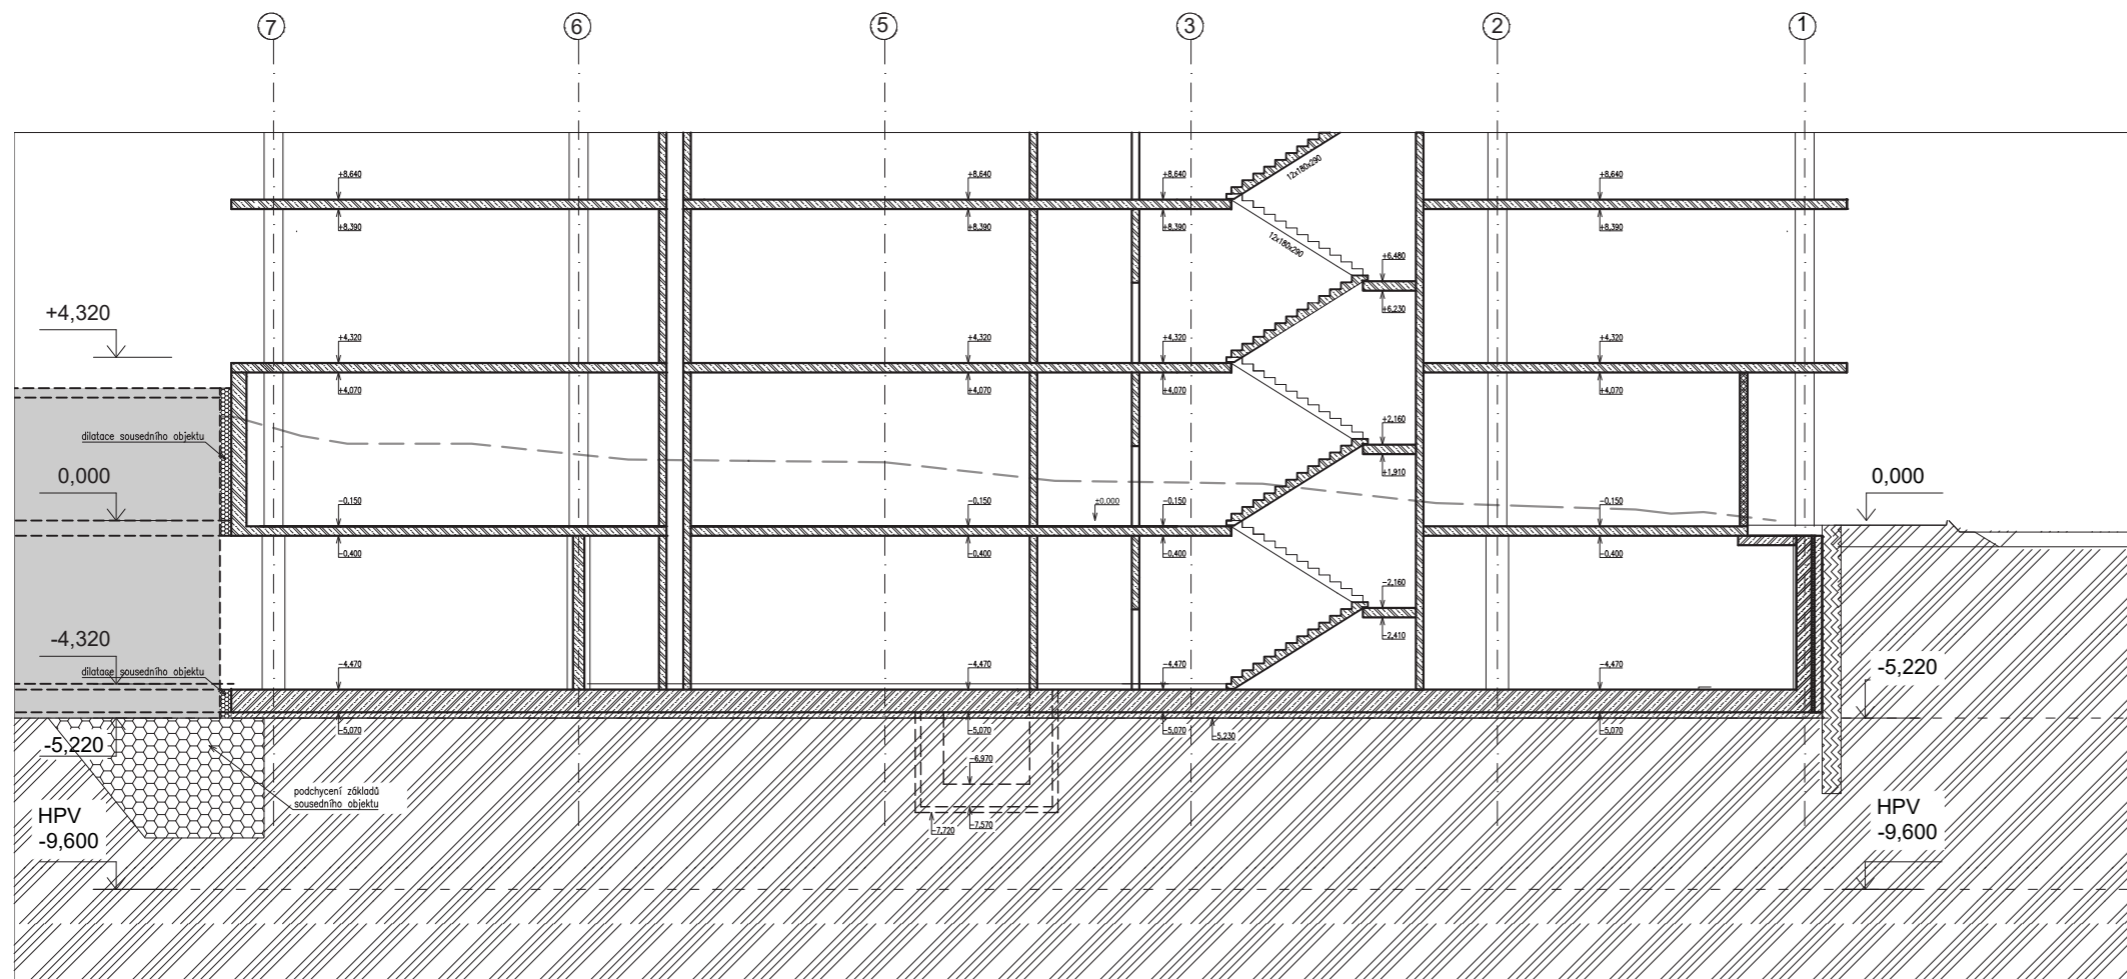 7 6 5 3 2 1
12x180x290
+8,640 +8,640 +8,640 +8,640
+8,390 +8,390 +8,390 +8,390
12x180x290
+6,480
+6,230
+4,320
+4,320 +4,320 +4,320 +4,320
+4,070 +4,070 +4,070 +4,070
dilatace sousedního objektu
+2,160
+1,910
0,000 0,000
-0,150 -0,150 ±0,000 -0,150 -0,150
-0,400 -0,400 -0,400 -0,400
-2,160
-2,410
-4,320
dilatace sousedního objektu
-4,470 -4,470 -4,470 -4,470
-5,220
-5,070 -5,070 -5,070 -5,070
-5,230
-5,220
-6,970
podchycení základů
sousedního objektu
-7,570
-7,720
HPV
-9,600
HPV
-9,600